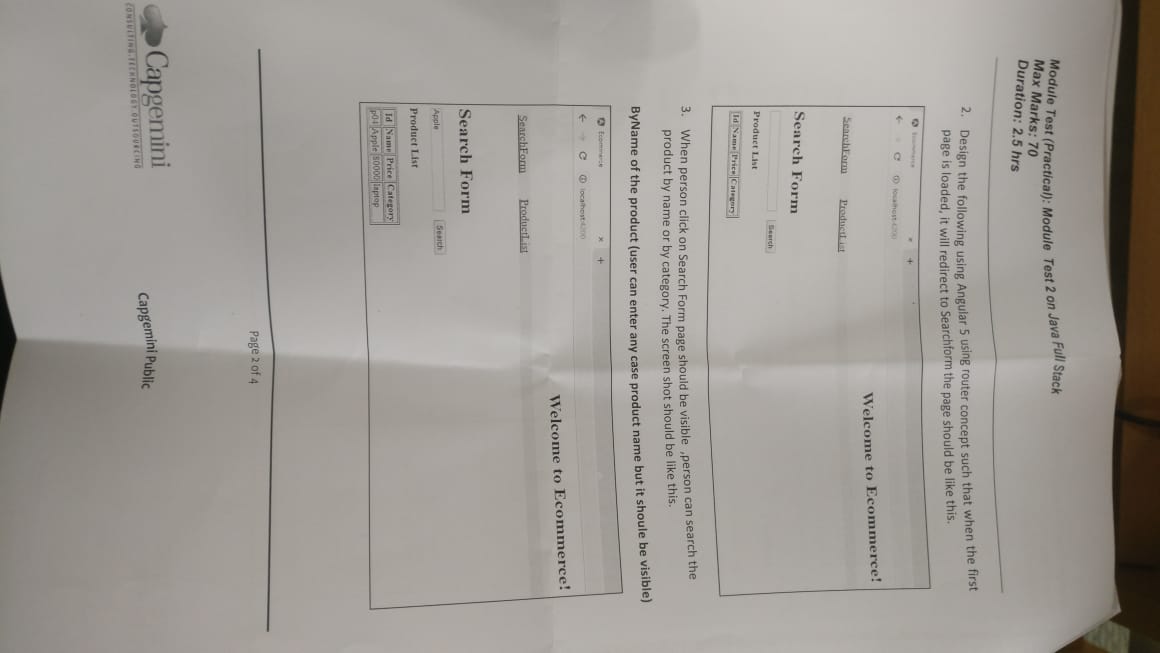 Module Test (Practical): Module Test 2 on Java Full Stack
Max Marks: 70
Duration: 2.5 hrs
2. Design the following using Angular 5 using router concept such that when the first
page is loaded, it will redirect to Searchform the page should be like this.
Ecommerce × +
localhost:4200
Welcome to Ecommerce!
SearchForm ProductList
Search Form
Search
Product List
Id Name Price Category
3. When person click on Search Form page should be visible ,person can search the
product by name or by category. The screen shot should be like this.
ByName of the product (user can enter any case product name but it shoule be visible)
Ecommerce × +
localhost:4200
Welcome to Ecommerce!
SearchForm ProductList
Search Form
Apple Search
Product List
Id Name Price Category
p04 Apple 80000 laptop
Page 2 of 4
Capgemini
CONSULTING.TECHNOLOGY.OUTSOURCING
Capgemini Public